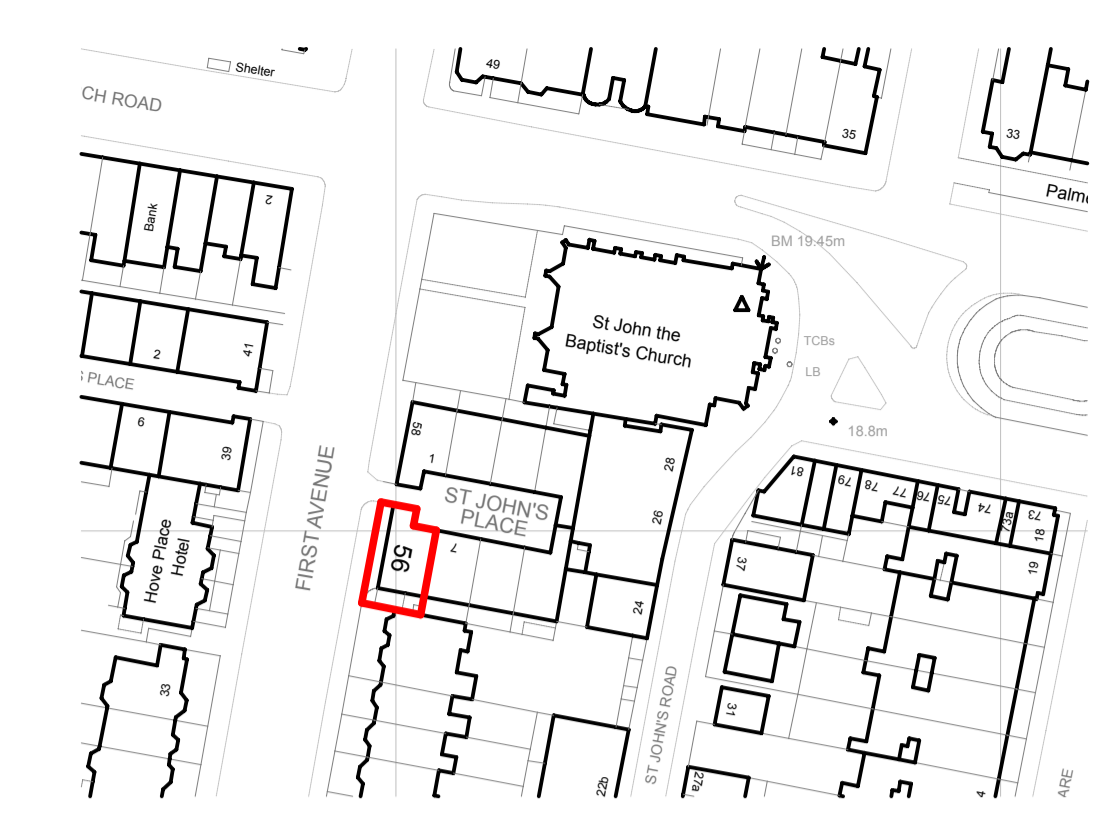 49
Shelter
CH ROAD
35
33
Palme
2
Bank
BM 19.45m
St John the
Baptist's Church
TCBs
LB
2
41
S PLACE
18.8m
6
39
58
1
28
26
ST JOHN'S
PLACE
FIRST AVENUE
Hove Place
Hotel
56
7
24
81
79
78
77
76
75
74
73a
73
18
19
37
33
31
ST JOHN'S ROAD
22b
27a
4
ARE